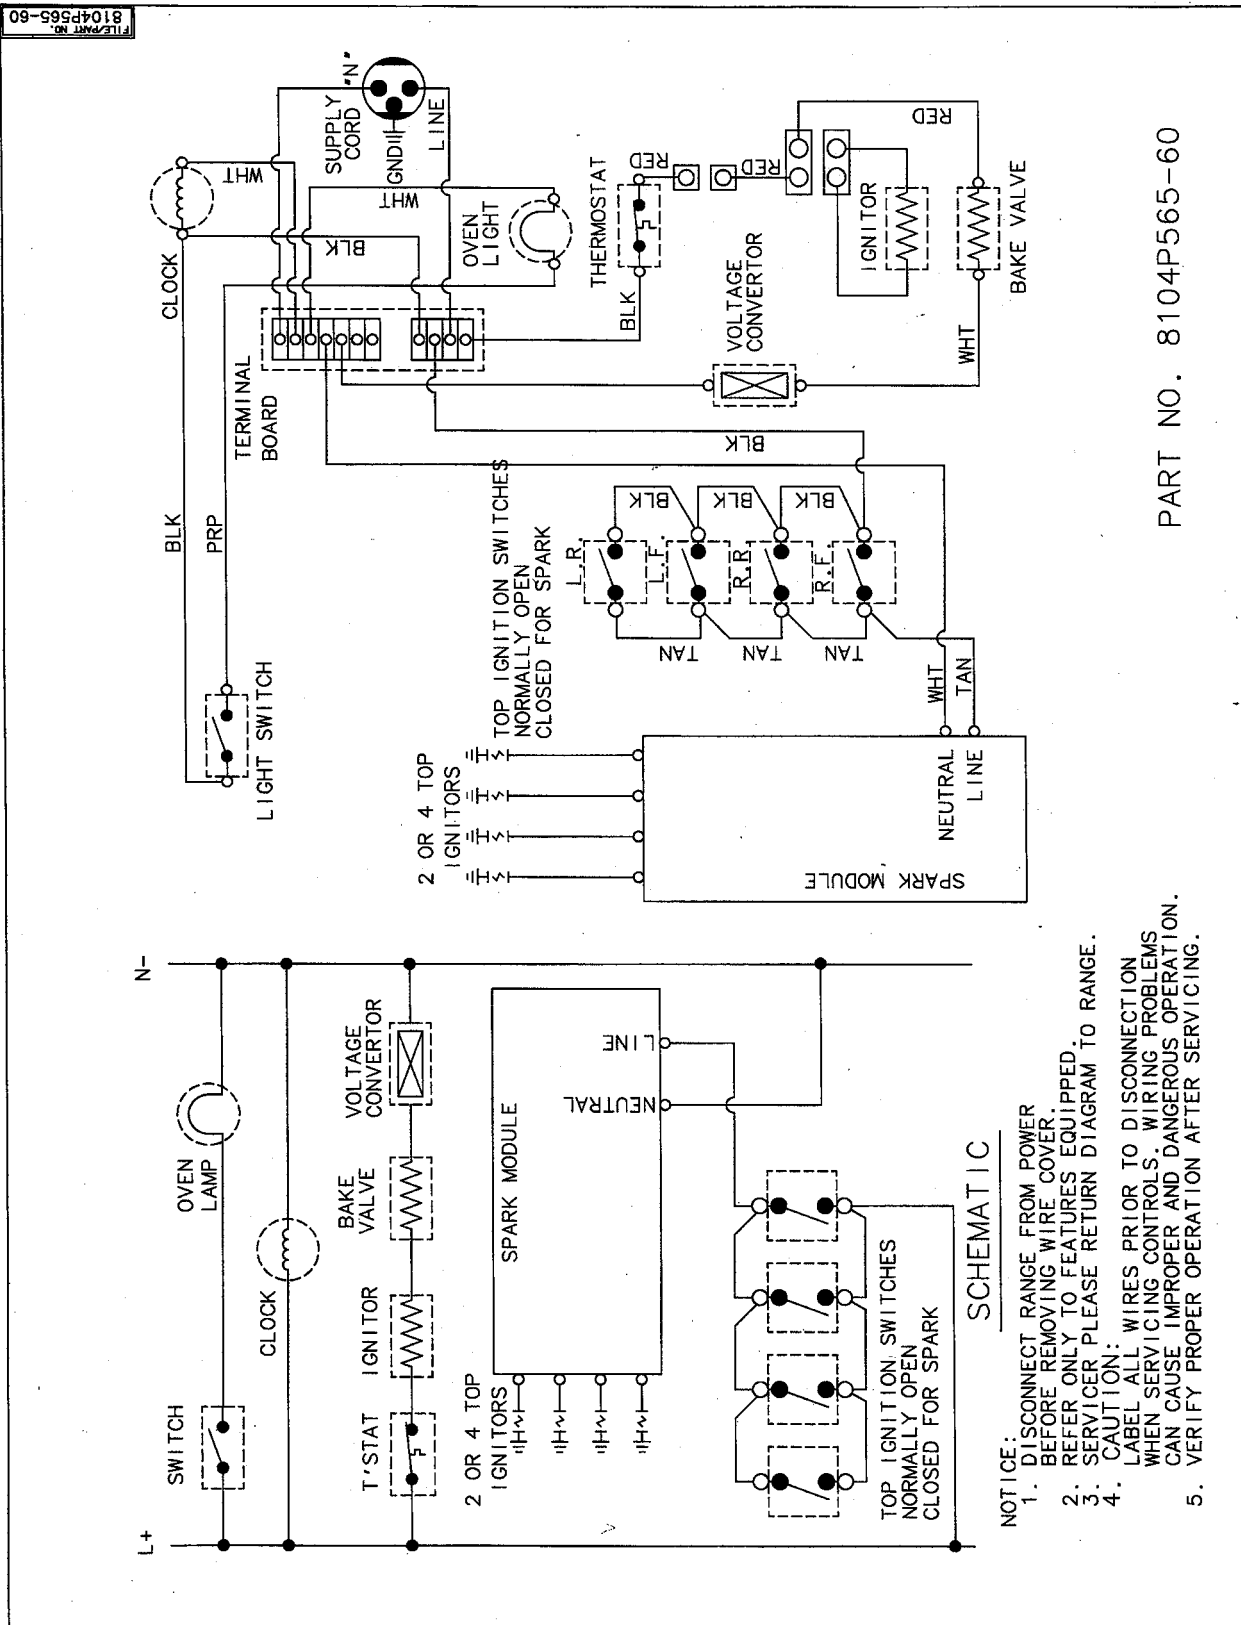 FILE/PART NO.
8104P565-60
CLOCK
WHT
SUPPLY
CORD
"N"
GND
LINE
WHT
BLK
OVEN
LIGHT
THERMOSTAT
RED
RED
RED
BLK
IGNITOR
BAKE VALVE
VOLTAGE
CONVERTOR
WHT
TERMINAL
BOARD
BLK
PRP
LIGHT SWITCH
BLK
TOP IGNITION SWITCHES
NORMALLY OPEN
CLOSED FOR SPARK
L.R.
L.F.
R.R.
R.F.
BLK
BLK
BLK
TAN
TAN
TAN
WHT
TAN
2 OR 4 TOP
IGNITORS
NEUTRAL
LINE
SPARK MODULE
PART NO. 8104P565-60
L+
N-
SWITCH
OVEN
LAMP
CLOCK
T'STAT
IGNITOR
BAKE
VALVE
VOLTAGE
CONVERTOR
2 OR 4 TOP
IGNITORS
SPARK MODULE
LINE
NEUTRAL
TOP IGNITION SWITCHES
NORMALLY OPEN
CLOSED FOR SPARK
SCHEMATIC
NOTICE:
1. DISCONNECT RANGE FROM POWER
BEFORE REMOVING WIRE COVER.
2. REFER ONLY TO FEATURES EQUIPPED.
3. SERVICER PLEASE RETURN DIAGRAM TO RANGE.
4. CAUTION:
LABEL ALL WIRES PRIOR TO DISCONNECTION
WHEN SERVICING CONTROLS. WIRING PROBLEMS
CAN CAUSE IMPROPER AND DANGEROUS OPERATION.
5. VERIFY PROPER OPERATION AFTER SERVICING.